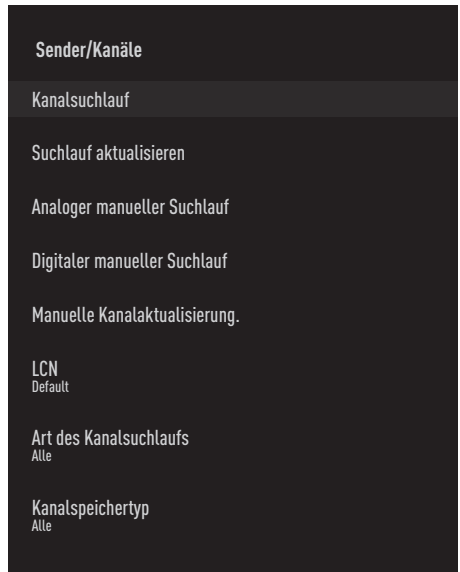 Sender/Kanäle
Kanalsuchlauf
Suchlauf aktualisieren
Analoger manueller Suchlauf
Digitaler manueller Suchlauf
Manuelle Kanalaktualisierung.
LCN
Default
Art des Kanalsuchlaufs
Alle
Kanalspeichertyp
Alle